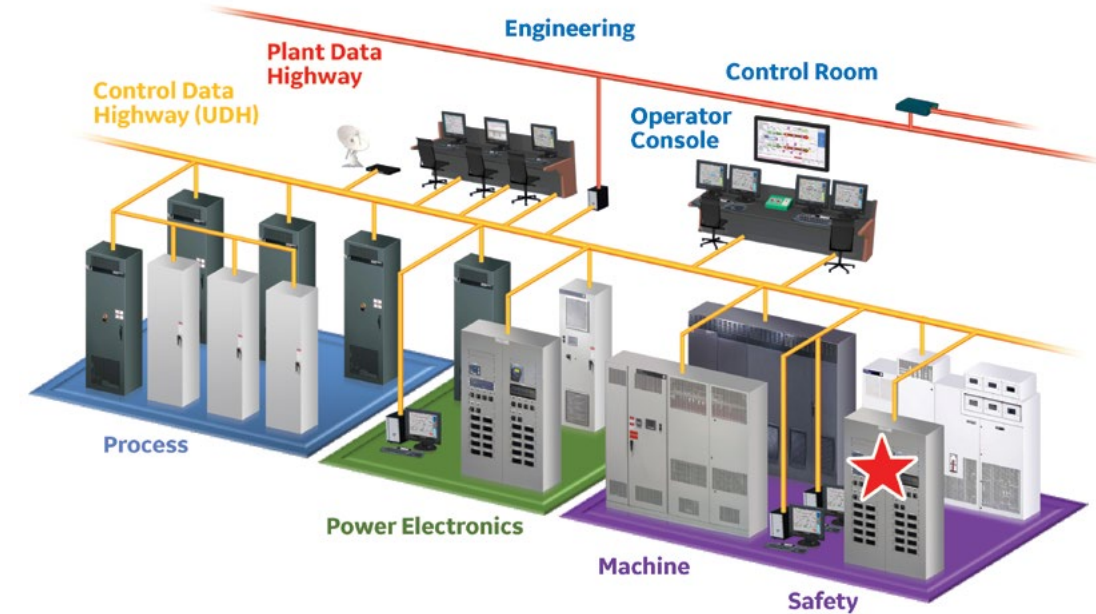 Engineering
Plant Data
Highway
Control Room
Control Data
Highway (UDH)
Operator
Console
Process
Power Electronics
Machine
Safety